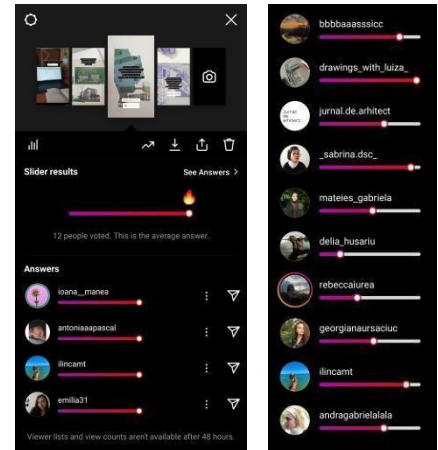 Slider results
See Answers >
12 people voted. This is the average answer.
Answers
ioana__manea
antoniaaapascal
ilincamt
emilia31
Viewer lists and view counts aren't available after 48 hours.
bbbbaaasssicc
drawings_with_luiza_
jurnal.de.arhitect
_sabrina.dsc_
mateies_gabriela
delia_husariu
rebeccaiurea
georgianaursaciuc
ilincamt
andragabrielalala